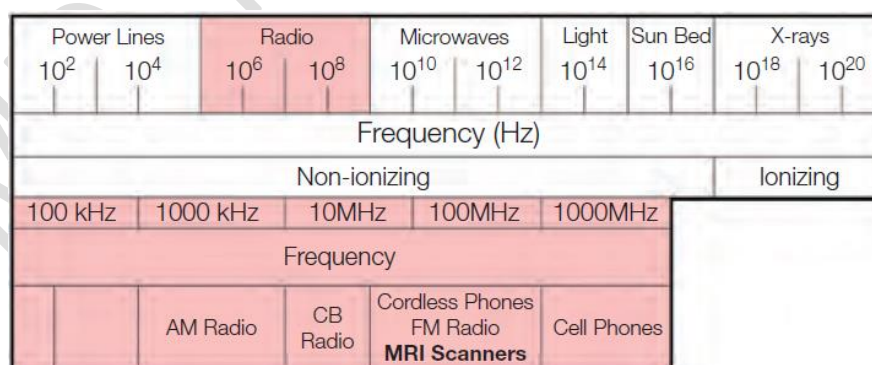 Power Lines Radio Microwaves Light Sun Bed X-rays
10² 10⁴ 10⁶ 10⁸ 10¹⁰ 10¹² 10¹⁴ 10¹⁶ 10¹⁸ 10²⁰
Frequency (Hz)
Non-ionizing Ionizing
100 kHz 1000 kHz 10MHz 100MHz 1000MHz
Frequency
AM Radio CB Radio Cordless Phones FM Radio MRI Scanners Cell Phones